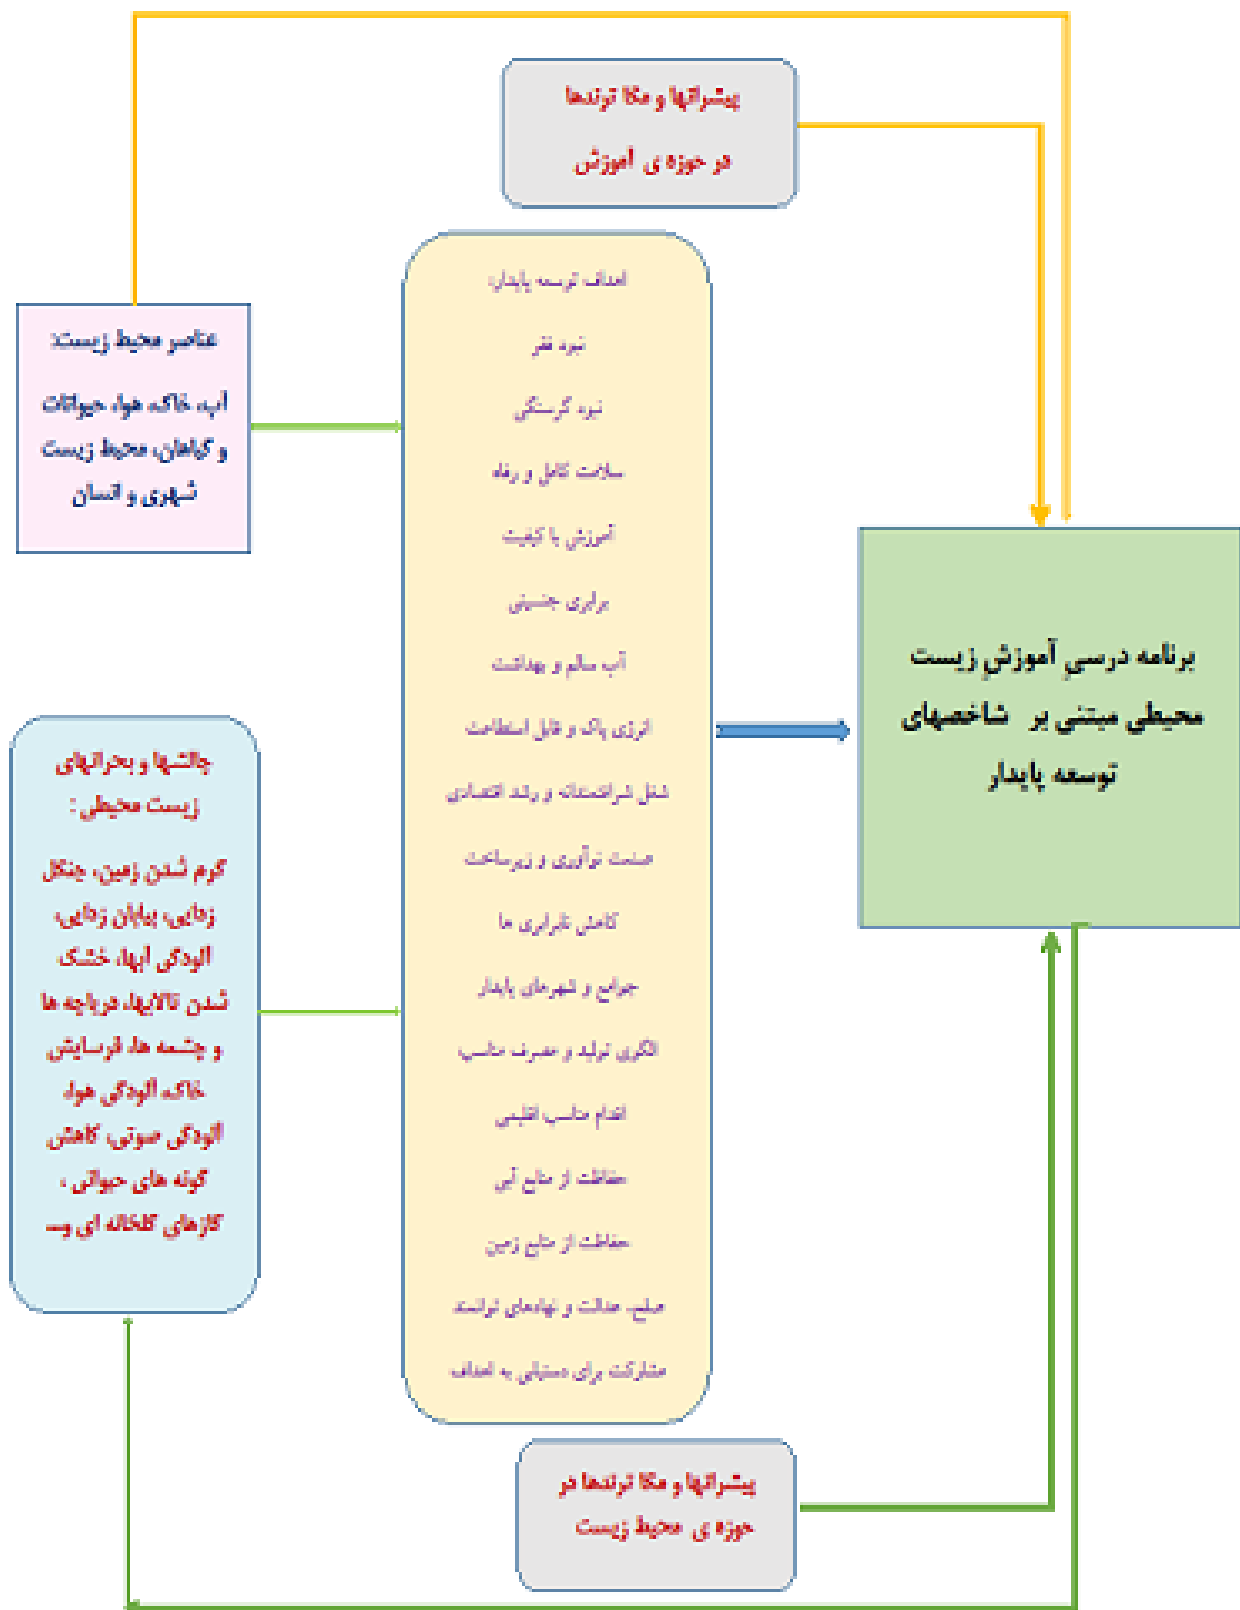 پیشرانها و مگا ترندها
در حوزه ی آموزش
عناصر محیط زیست:
آب، خاک، هوا، حیوانات
و گیاهان، محیط زیست
شهری و انسان
اهداف توسعه پایدار:
نبود فقر
نبود گرسنگی
سلامت کامل و رفاه
آموزش با کیفیت
برابری جنسیتی
آب سالم و بهداشت
انرژی پاک و قابل استطاعت
شغل شرافتمندانه و رشد اقتصادی
صنعت نوآوری و زیرساخت
کاهش نابرابری ها
جوامع و شهرهای پایدار
الگوی تولید و مصرف مناسب
اقدام مناسب اقلیمی
حفاظت از منابع آبی
حفاظت از منابع زمین
صلح، عدالت و نهادهای توانمند
مشارکت برای دستیابی به اهداف
برنامه درسیِ آموزشِ زیست
محیطی مبتنی بر شاخصهای
توسعه پایدار
چالشها و بحرانهای
زیست محیطی :
گرم شدن زمین، جنگل
زدایی، بیابان زدایی،
آلودگی آبها، خشک
شدن تالابها، دریاچه ها
و چشمه ها، فرسایش
خاک، آلودگی هوا،
آلودگی صوتی، کاهش
گونه های حیوانی ،
گازهای گلخانه ای و...
پیشرانها و مگا ترندها در
حوزه ی محیط زیست